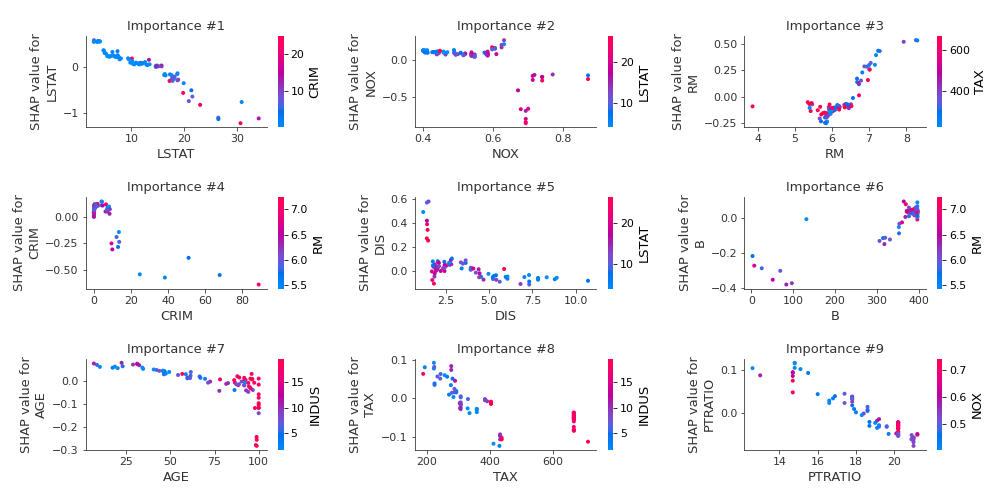 Importance #1
Importance #2
Importance #3
SHAP value for
LSTAT
0
−1
10
20
30
LSTAT
20
10
CRIM
SHAP value for
NOX
0.0
−0.5
0.4
0.6
0.8
NOX
20
10
LSTAT
SHAP value for
RM
0.50
0.25
0.00
−0.25
4
5
6
7
8
RM
600
400
TAX
Importance #4
Importance #5
Importance #6
SHAP value for
CRIM
0.00
−0.25
−0.50
0
20
40
60
80
CRIM
7.0
6.5
6.0
5.5
RM
SHAP value for
DIS
0.6
0.4
0.2
0.0
2.5
5.0
7.5
10.0
DIS
20
10
LSTAT
SHAP value for
B
0.0
−0.2
−0.4
0
100
200
300
400
B
7.0
6.5
6.0
5.5
RM
Importance #7
Importance #8
Importance #9
SHAP value for
AGE
0.0
−0.1
−0.2
−0.3
25
50
75
100
AGE
15
10
5
INDUS
SHAP value for
TAX
0.1
0.0
−0.1
200
400
600
TAX
15
10
5
INDUS
SHAP value for
PTRATIO
0.1
0.0
14
16
18
20
PTRATIO
0.7
0.6
0.5
NOX